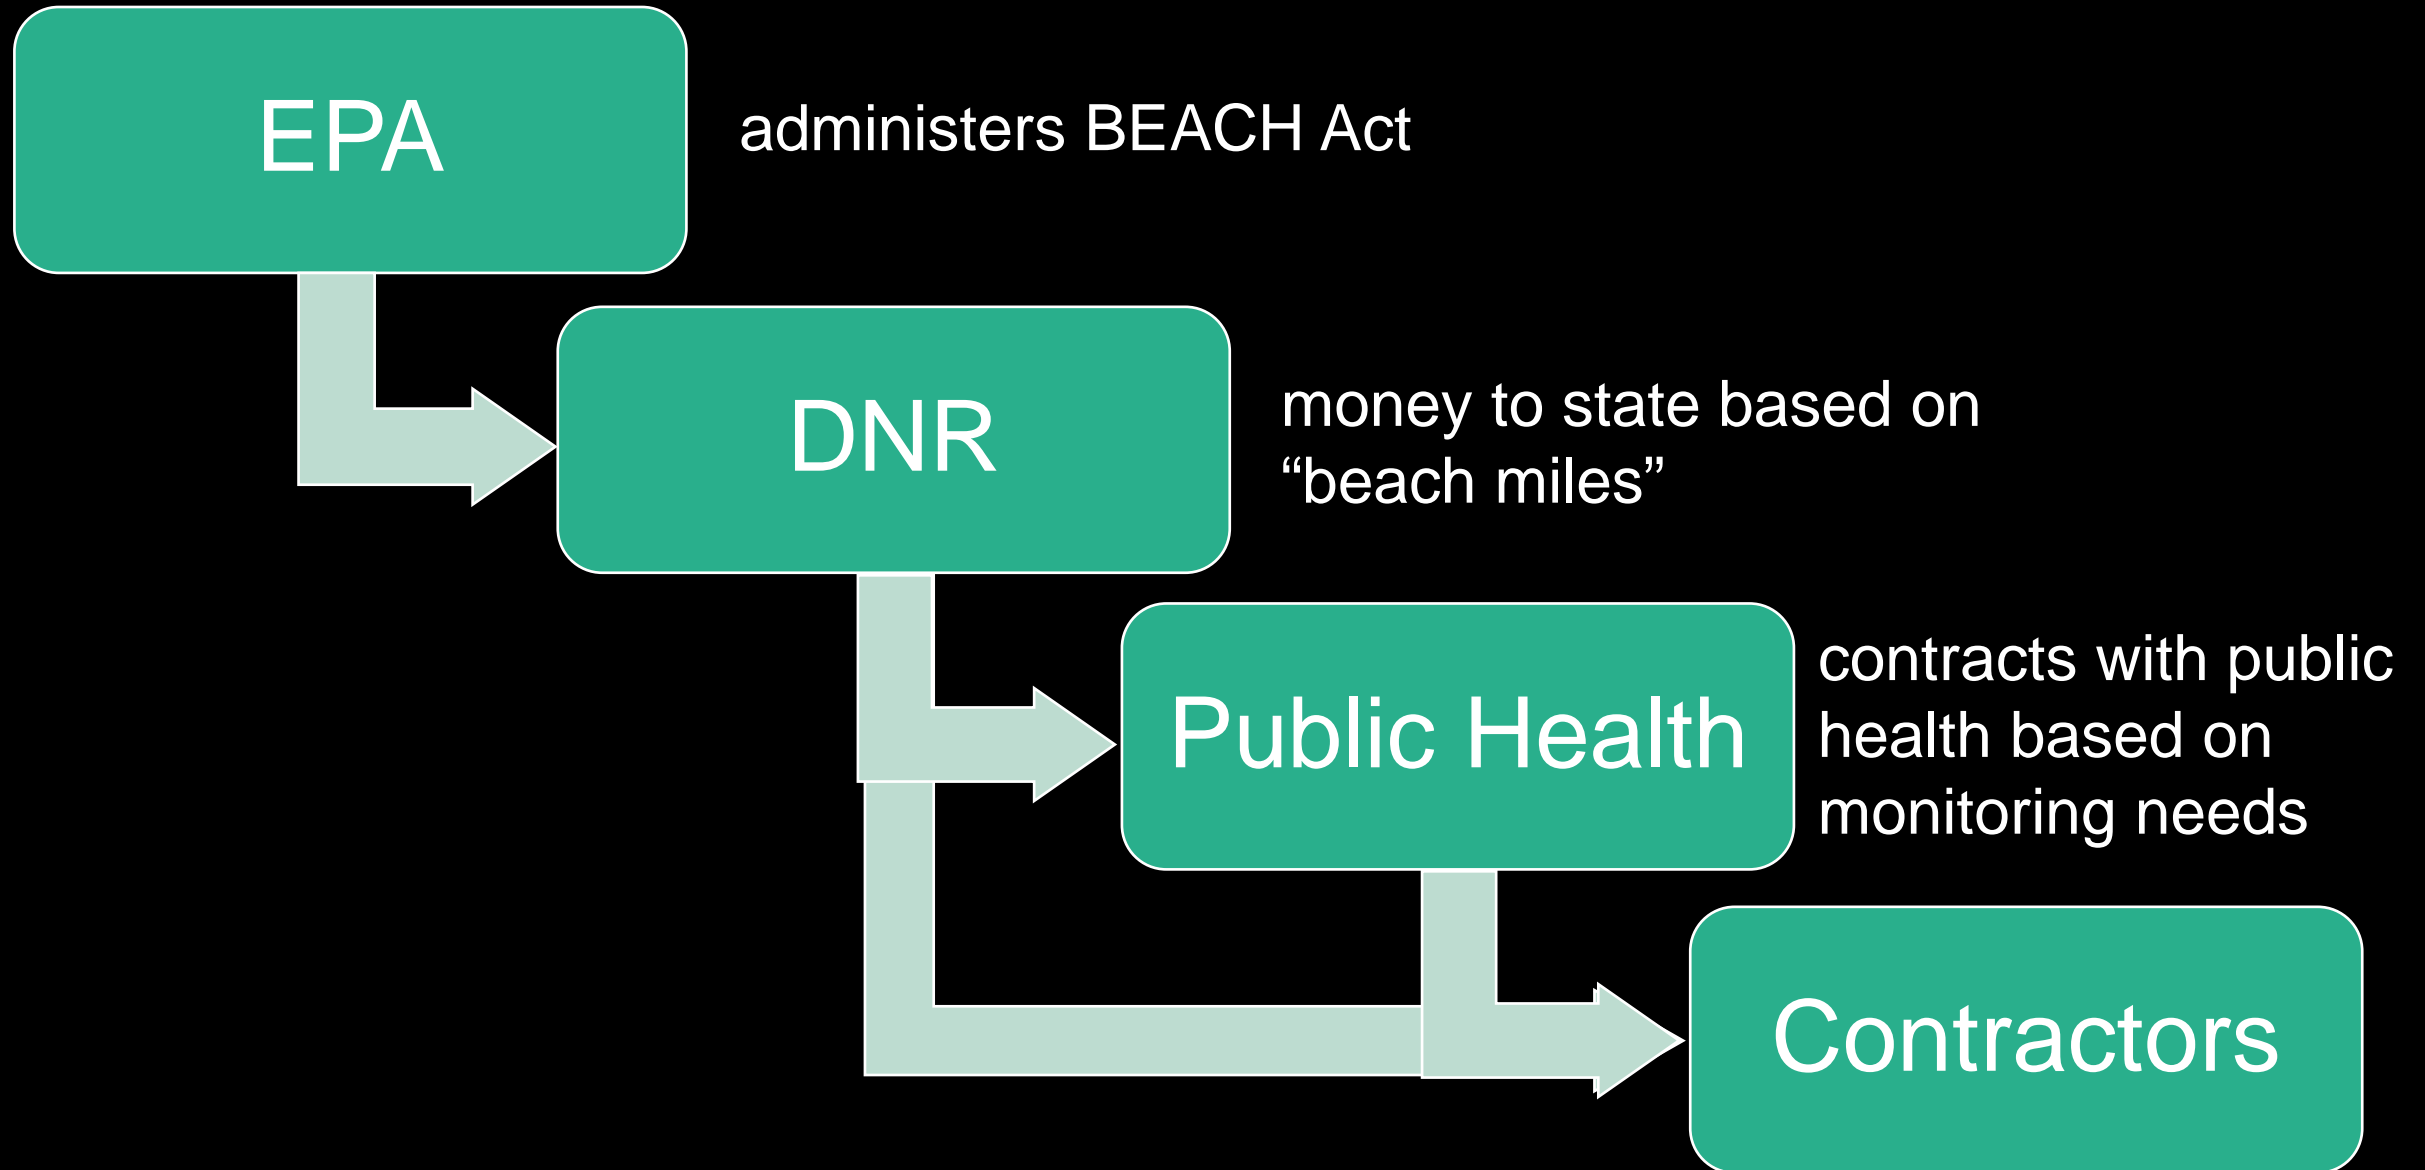 EPA
administers BEACH Act
DNR
money to state based on
“beach miles”
Public Health
contracts with public
health based on
monitoring needs
Contractors